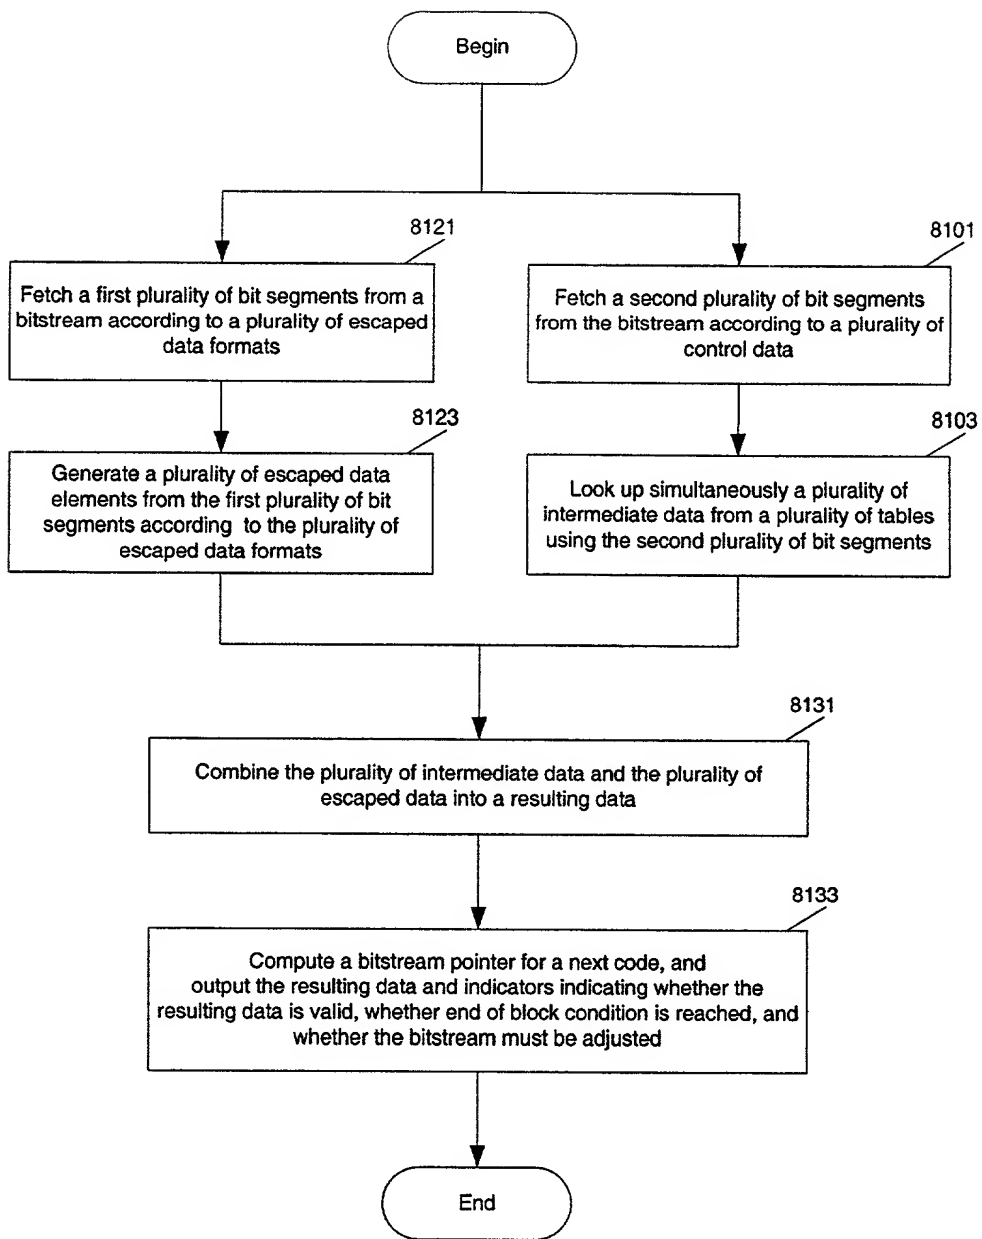 Begin
8121
Fetch a first plurality of bit segments from a
bitstream according to a plurality of escaped
data formats
8101
Fetch a second plurality of bit segments
from the bitstream according to a plurality of
control data
8123
Generate a plurality of escaped data
elements from the first plurality of bit
segments according to the plurality of
escaped data formats
8103
Look up simultaneously a plurality of
intermediate data from a plurality of tables
using the second plurality of bit segments
8131
Combine the plurality of intermediate data and the plurality of
escaped data into a resulting data
8133
Compute a bitstream pointer for a next code, and
output the resulting data and indicators indicating whether the
resulting data is valid, whether end of block condition is reached, and
whether the bitstream must be adjusted
End